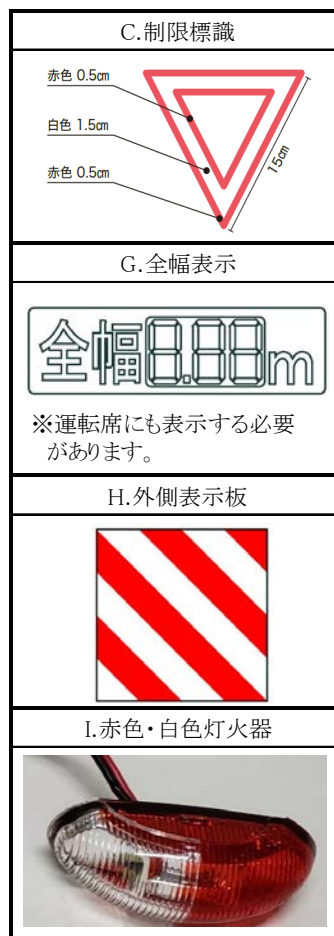 C.制限標識
赤色 0.5㎝
白色 1.5㎝
赤色 0.5㎝
15㎝
G.全幅表示
全幅8.88m
※運転席にも表示する必要
があります。
H.外側表示板
I.赤色・白色灯火器